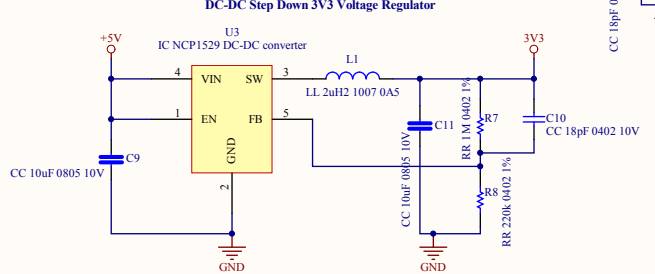 DC-DC Step Down 3V3 Voltage Regulator
CC 18pF 0
+5V
U3
IC NCP1529 DC-DC converter
L1
3V3
4
VIN
SW
3
LL 2uH2 1007 0A5
1
EN
FB
5
GND
2
C9
CC 10uF 0805 10V
C11
CC 10uF 0805 10V
R7
RR 1M 0402 1%
C10
CC 18pF 0402 10V
R8
RR 220k 0402 1%
GND
GND